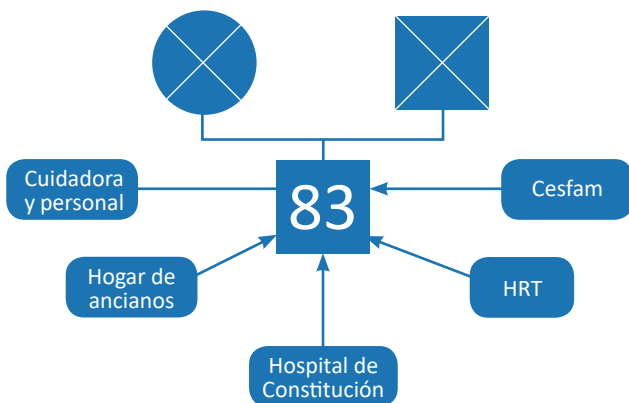 Cuidadora
y personal
83
Cesfam
Hogar de
ancianos
HRT
Hospital de
Constitución